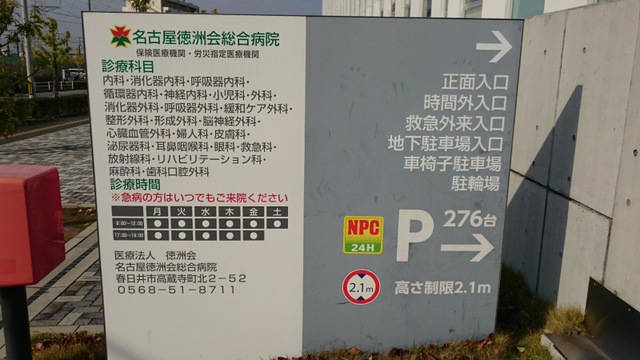 名古屋徳洲会総合病院
保険医療機関・労災指定医療機関
診療科目
内科・消化器内科・呼吸器内科・
循環器内科・神経内科・小児科・外科・
消化器外科・呼吸器外科・緩和ケア外科・
整形外科・形成外科・脳神経外科・
心臓血管外科・婦人科・皮膚科・
泌尿器科・耳鼻咽喉科・眼科・救急科・
放射線科・リハビリテーション科・
麻酔科・歯科口腔外科
診療時間
※急病の方はいつでもご来院ください
月 火 水 木 金 土
9:00〜12:00 ● ● ● ● ● ●
17:00〜19:00 ● ● ● ● ●
医療法人 徳洲会
名古屋徳洲会総合病院
春日井市高蔵寺町北2−52
0568−51−8711
→
正面入口
時間外入口
救急外来入口
地下駐車場入口
車椅子駐車場
駐輪場
NPC
24H
P 276台
→
2.1m
高さ制限2.1m